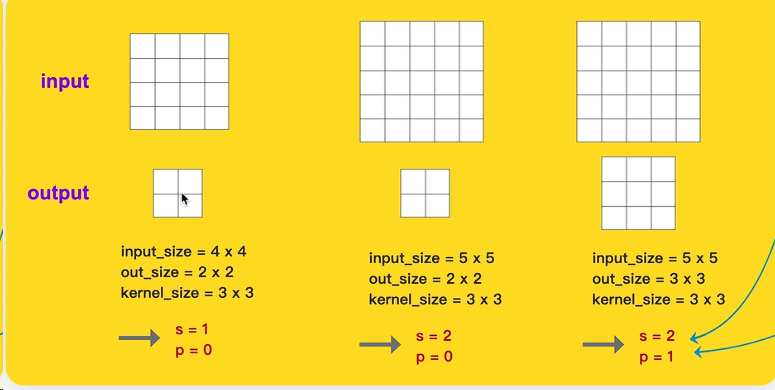 input
output
input_size = 4 x 4
out_size = 2 x 2
kernel_size = 3 x 3
s = 1
p = 0
input_size = 5 x 5
out_size = 2 x 2
kernel_size = 3 x 3
s = 2
p = 0
input_size = 5 x 5
out_size = 3 x 3
kernel_size = 3 x 3
s = 2
p = 1